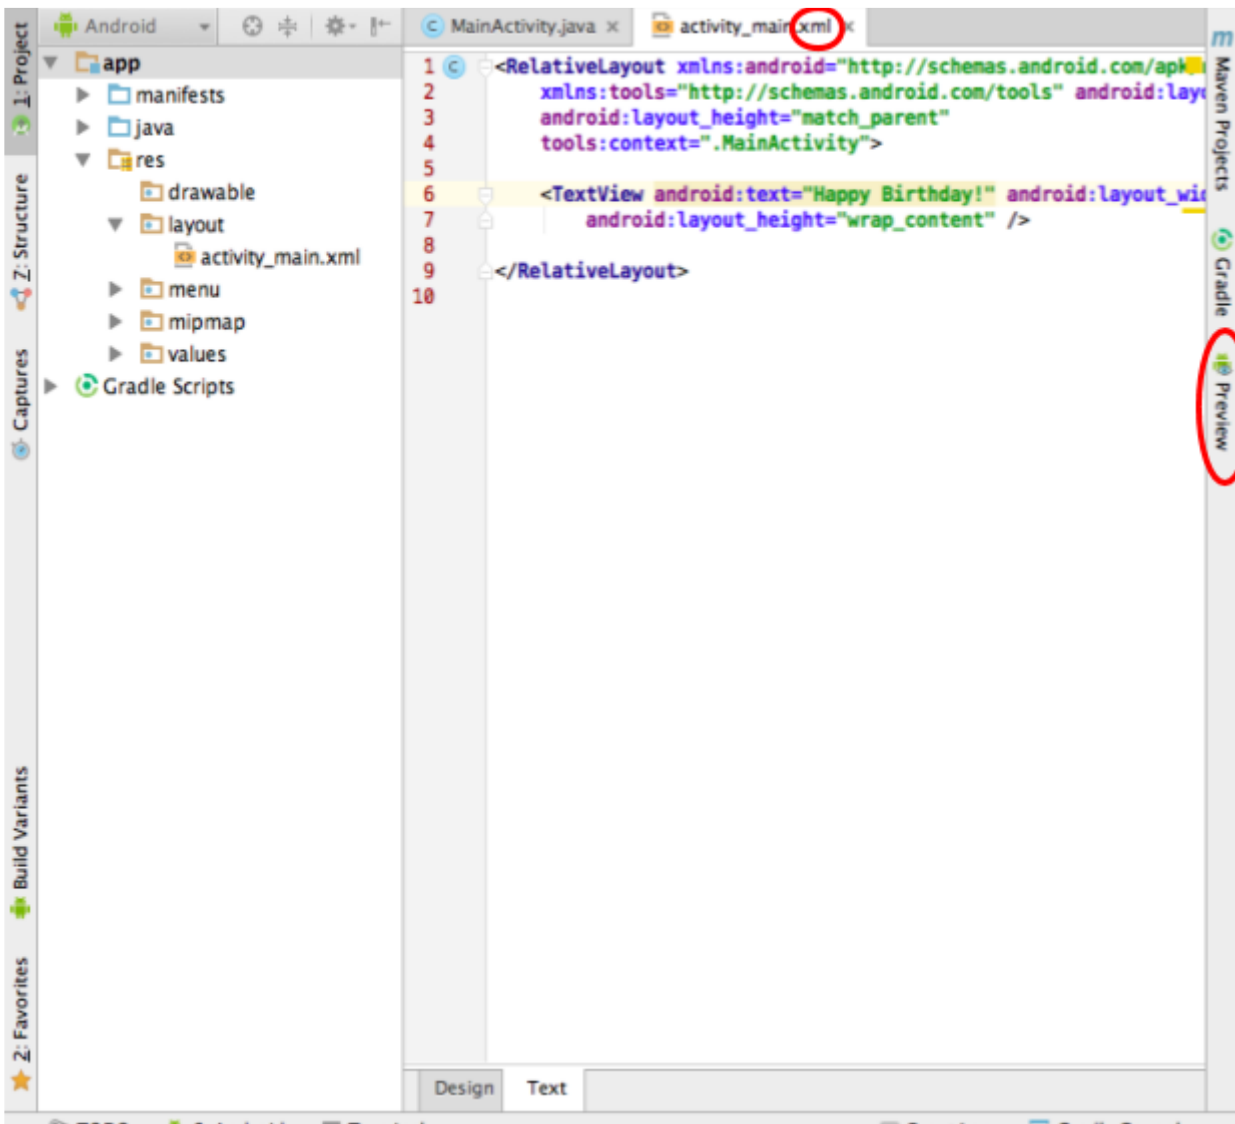 1: Project
Z: Structure
Captures
Build Variants
2: Favorites
Android
app
manifests
java
res
drawable
layout
activity_main.xml
menu
mipmap
values
Gradle Scripts
MainActivity.java ×
activity_main.xml ×
1 <RelativeLayout xmlns:android="http://schemas.android.com/apk
2 xmlns:tools="http://schemas.android.com/tools" android:layo
3 android:layout_height="match_parent"
4 tools:context=".MainActivity">
5
6 <TextView android:text="Happy Birthday!" android:layout_wid
7 android:layout_height="wrap_content" />
8
9 </RelativeLayout>
10
Design Text
m Maven Projects
Gradle
Preview